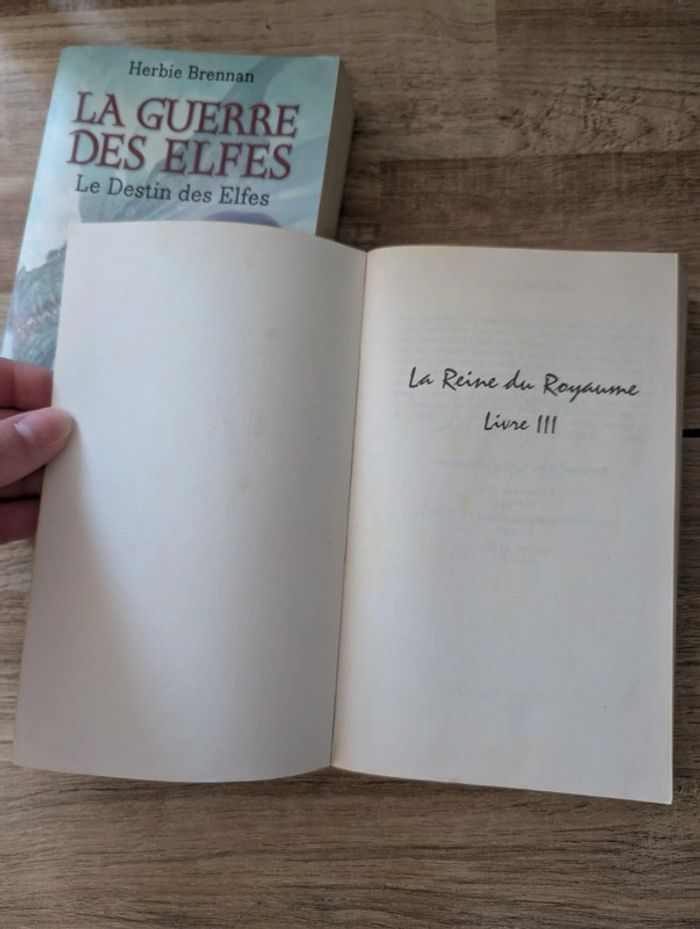 Herbie Brennan
LA GUERRE
DES ELFES
Le Destin des Elfes
La Reine du Royaume
Livre III